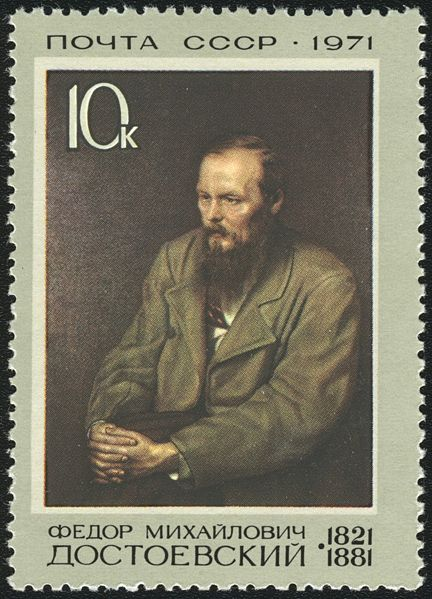 ПОЧТА СССР · 1971
10к
ФЕДОР МИХАЙЛОВИЧ
ДОСТОЕВСКИЙ · 1821
1881